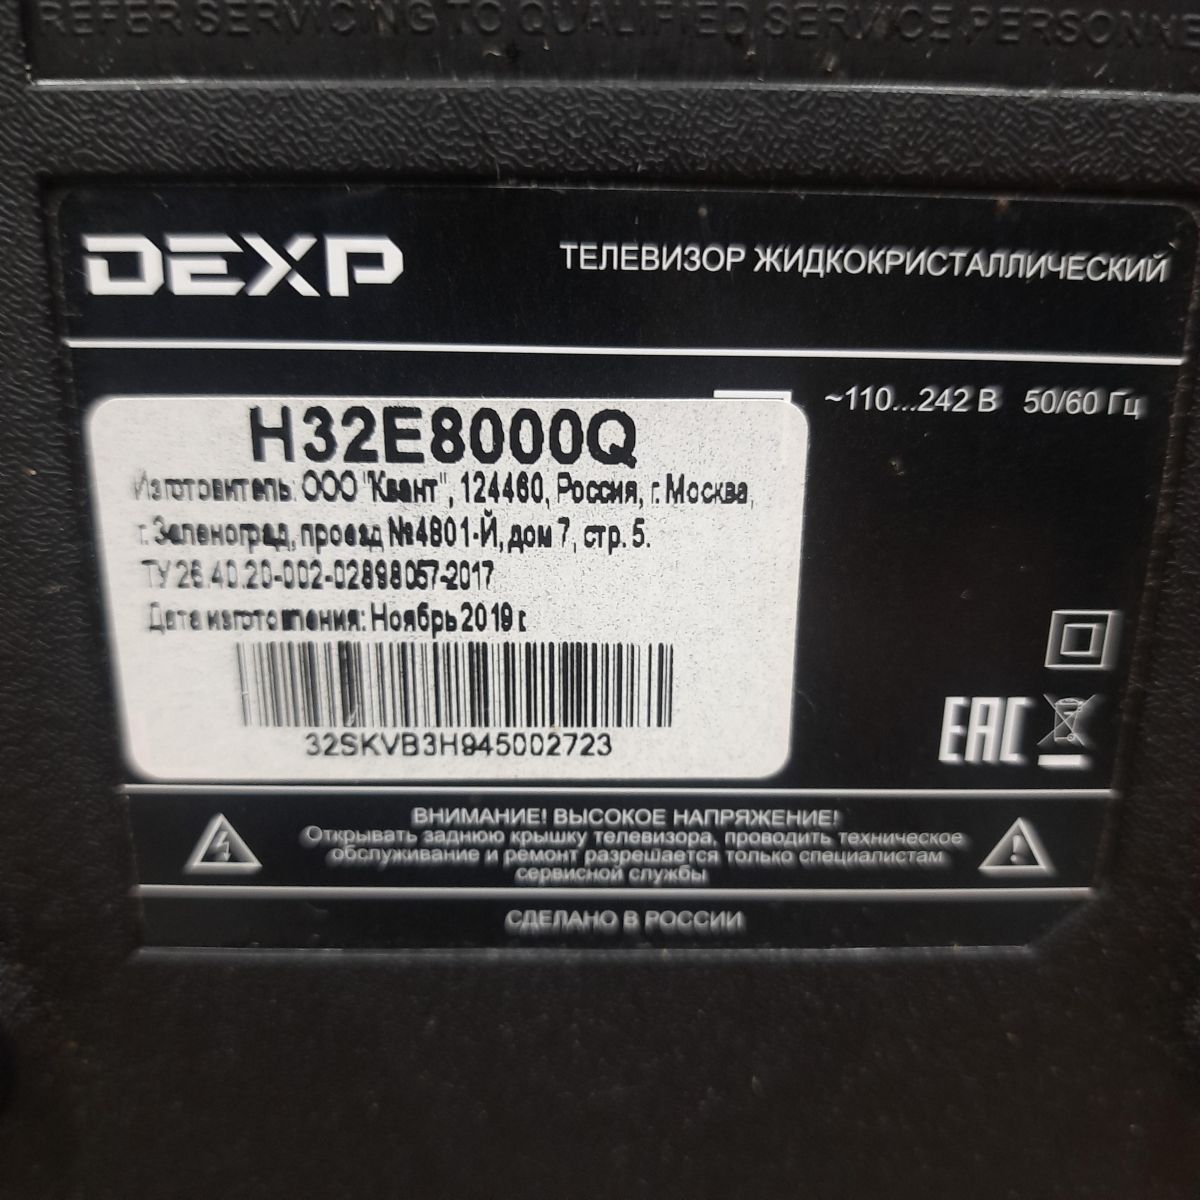 REFER SERVICING TO QUALIFIED SERVICE PERSONNE
DEXP
ТЕЛЕВИЗОР ЖИДКОКРИСТАЛЛИЧЕСКИЙ
~110...242 В 50/60 Гц
H32E8000Q
Изготовитель: ООО "Квант", 124460, Россия, г. Москва,
г. Зеленоград, проезд №4801-Й, дом 7, стр. 5.
ТУ 26.40.20-002-02898057-2017
Дата изготовления: Ноябрь 2019 г.
32SKVB3H945002723
EAC
ВНИМАНИЕ! ВЫСОКОЕ НАПРЯЖЕНИЕ!
Открывать заднюю крышку телевизора, проводить техническое
обслуживание и ремонт разрешается только специалистам
сервисной службы
СДЕЛАНО В РОССИИ